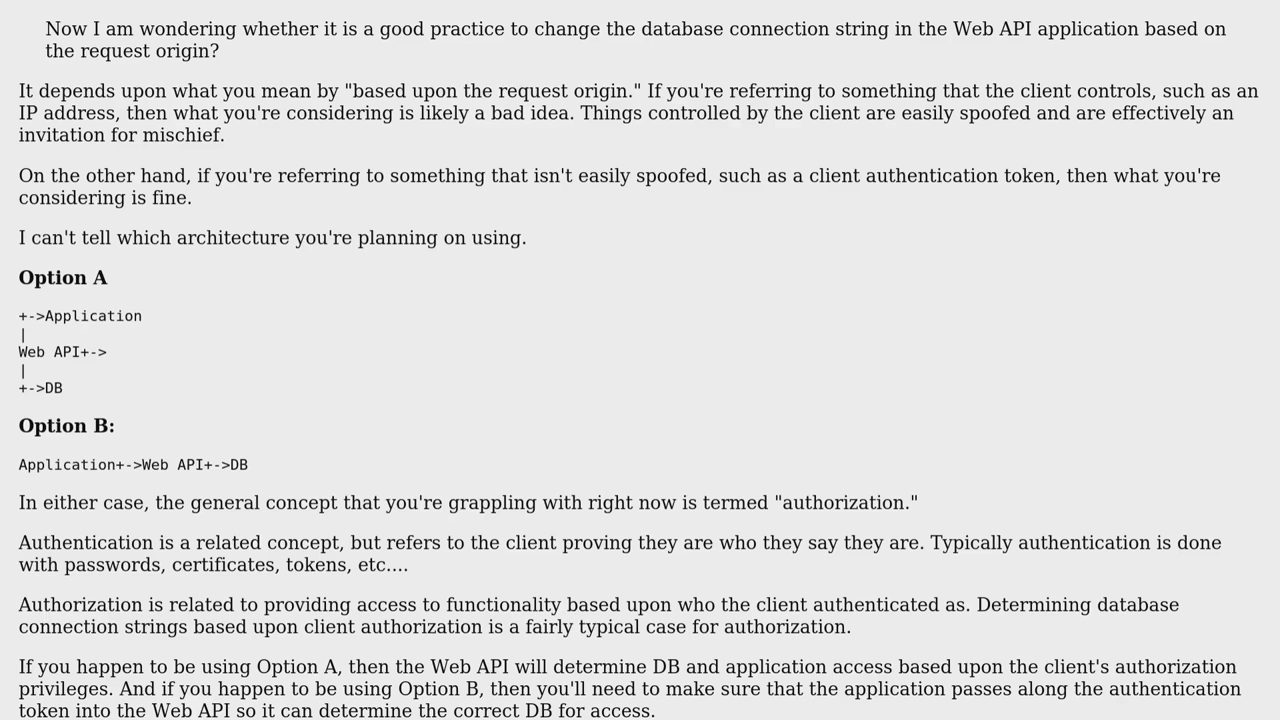 Now I am wondering whether it is a good practice to change the database connection string in the Web API application based on
the request origin?
It depends upon what you mean by "based upon the request origin." If you're referring to something that the client controls, such as an
IP address, then what you're considering is likely a bad idea. Things controlled by the client are easily spoofed and are effectively an
invitation for mischief.
On the other hand, if you're referring to something that isn't easily spoofed, such as a client authentication token, then what you're
considering is fine.
I can't tell which architecture you're planning on using.
Option A
+->Application
|
Web API+->
|
+->DB
Option B:
Application+->Web API+->DB
In either case, the general concept that you're grappling with right now is termed "authorization."
Authentication is a related concept, but refers to the client proving they are who they say they are. Typically authentication is done
with passwords, certificates, tokens, etc....
Authorization is related to providing access to functionality based upon who the client authenticated as. Determining database
connection strings based upon client authorization is a fairly typical case for authorization.
If you happen to be using Option A, then the Web API will determine DB and application access based upon the client's authorization
privileges. And if you happen to be using Option B, then you'll need to make sure that the application passes along the authentication
token into the Web API so it can determine the correct DB for access.